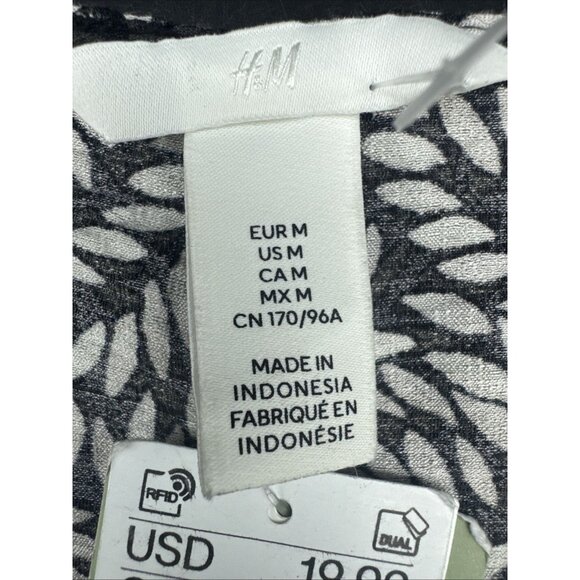 H&M
EUR M
US M
CA M
MX M
CN 170/96A
MADE IN
INDONESIA
FABRIQUÉ EN
INDONÉSIE
RFID
DUAL
USD